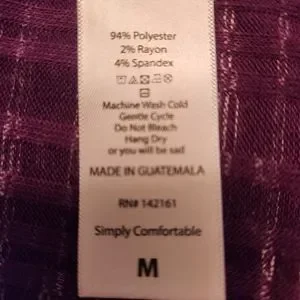 94% Polyester
2% Rayon
4% Spandex
Machine Wash Cold
Gentle Cycle
Do Not Bleach
Hang Dry
or you will be sad
MADE IN GUATEMALA
RN# 142161
Simply Comfortable
M